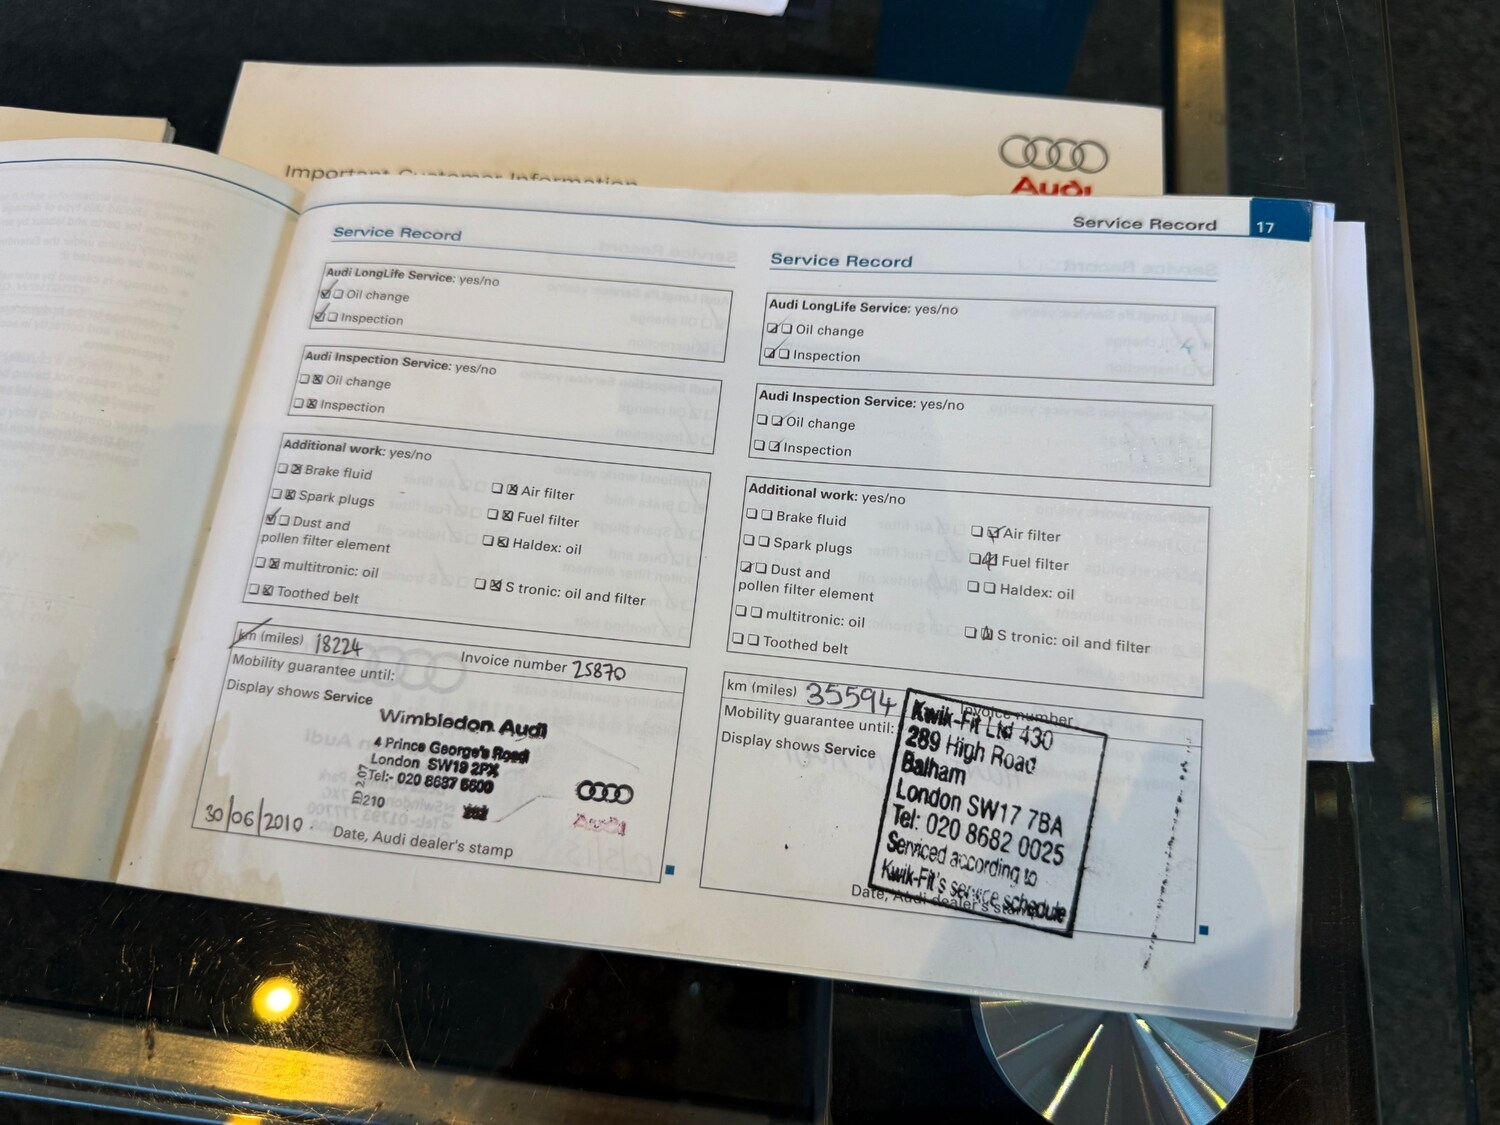 Important Customer Information
Audi
Service Record 17
Service Record
Audi LongLife Service: yes/no
Oil change
Inspection
Audi Inspection Service: yes/no
Oil change
Inspection
Additional work: yes/no
Brake fluid
Air filter
Spark plugs
Fuel filter
Dust and
pollen filter element
Haldex: oil
multitronic: oil
S tronic: oil and filter
Toothed belt
km (miles) 18224
Invoice number 25870
Mobility guarantee until:
Display shows Service
Wimbledon Audi
4 Prince George's Road
London SW19 2PX
Tel:- 020 8687 5600
210
Audi
30/06/2010
Date, Audi dealer's stamp
Service Record
Audi LongLife Service: yes/no
Oil change
Inspection
Audi Inspection Service: yes/no
Oil change
Inspection
Additional work: yes/no
Brake fluid
Air filter
Spark plugs
Fuel filter
Dust and
pollen filter element
Haldex: oil
multitronic: oil
S tronic: oil and filter
Toothed belt
km (miles) 35594
Invoice number
Mobility guarantee until:
Display shows Service
Kwik-Fit Ltd 430
289 High Road
Balham
London SW17 7BA
Tel: 020 8682 0025
Serviced according to
Kwik-Fit's service schedule
Date, Audi dealer's stamp